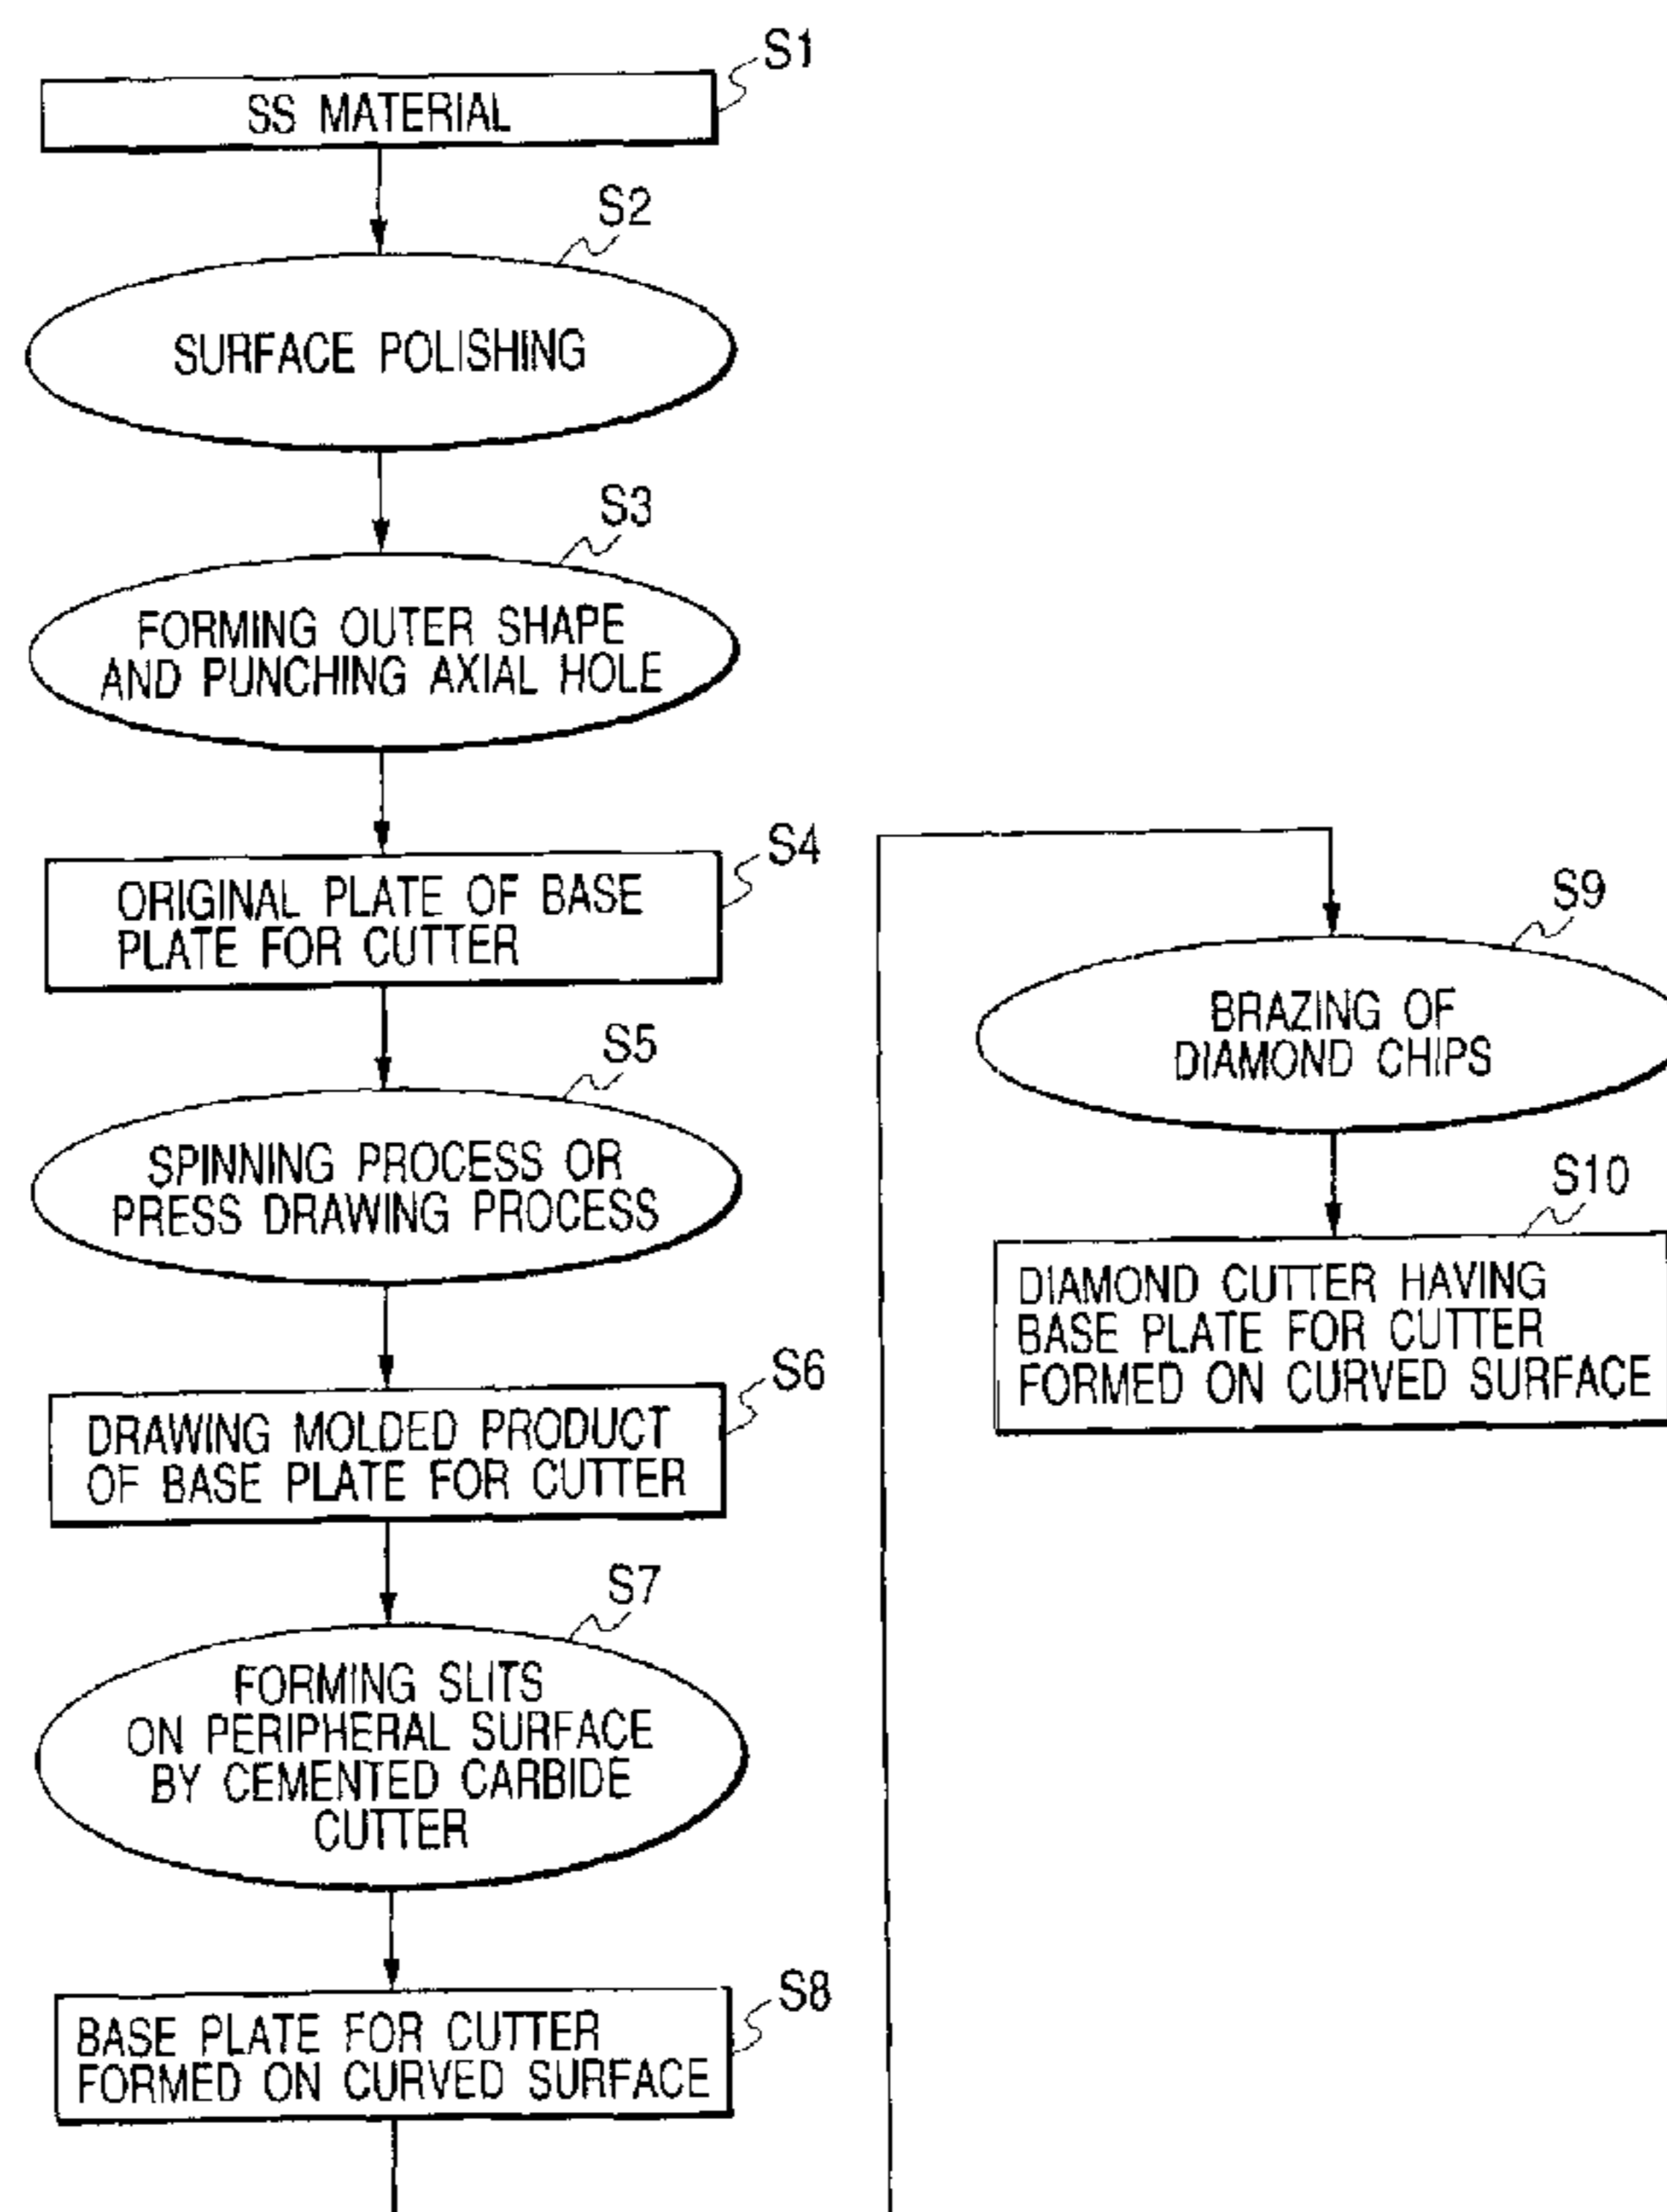 S1
SS MATERIAL
S2
SURFACE POLISHING
S3
FORMING OUTER SHAPE
AND PUNCHING AXIAL HOLE
S4
ORIGINAL PLATE OF BASE
PLATE FOR CUTTER
S5
SPINNING PROCESS OR
PRESS DRAWING PROCESS
S6
DRAWING MOLDED PRODUCT
OF BASE PLATE FOR CUTTER
S7
FORMING SLITS
ON PERIPHERAL SURFACE
BY CEMENTED CARBIDE
CUTTER
S8
BASE PLATE FOR CUTTER
FORMED ON CURVED SURFACE
S9
BRAZING OF
DIAMOND CHIPS
S10
DIAMOND CUTTER HAVING
BASE PLATE FOR CUTTER
FORMED ON CURVED SURFACE